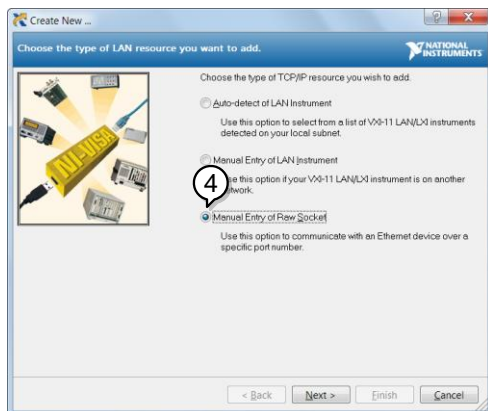 Create New ...
Choose the type of LAN resource you want to add.
NATIONAL
INSTRUMENTS
NI-VISA
Choose the type of TCP/IP resource you wish to add.
Auto-detect of LAN Instrument
Use this option to select from a list of VXI-11 LAN/LXI instruments
detected on your local subnet.
Manual Entry of LAN Instrument
this option if your VXI-11 LAN/LXI instrument is on another
4
Manual Entry of Raw Socket
Use this option to communicate with an Ethernet device over a
specific port number.
< Back
Next >
Finish
Cancel